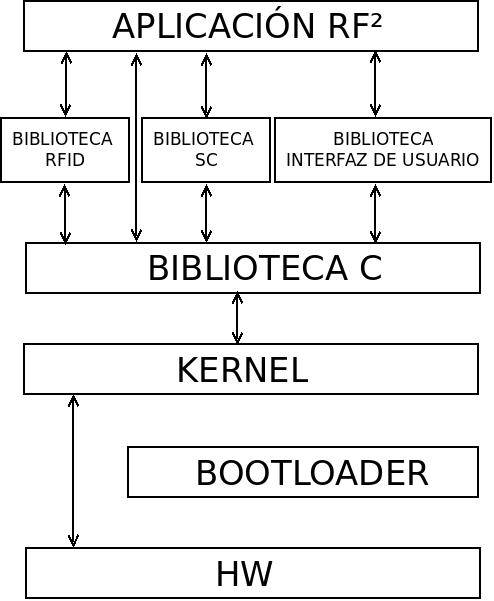 APLICACIÓN RF²
BIBLIOTECA
RFID
BIBLIOTECA
SC
BIBLIOTECA
INTERFAZ DE USUARIO
BIBLIOTECA C
KERNEL
BOOTLOADER
HW